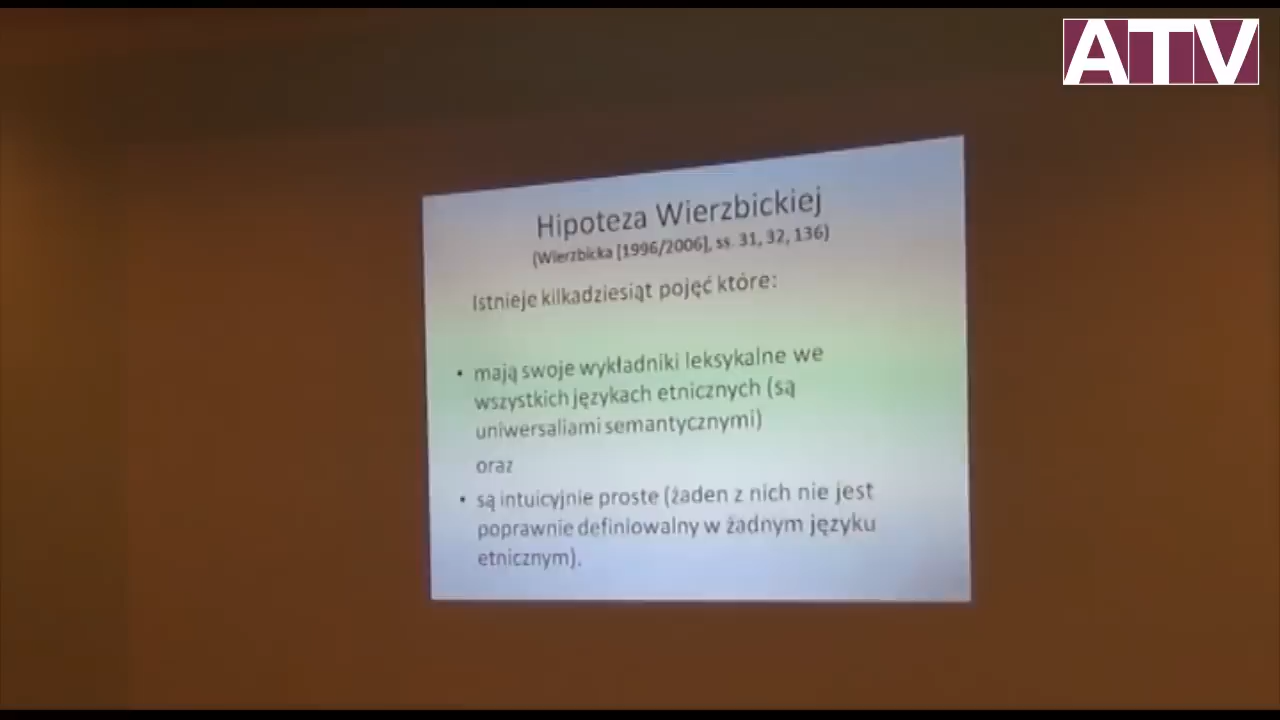 ATV
Hipoteza Wierzbickiej
(Wierzbicka [1996/2006], ss. 31, 32, 136)
Istnieje kilkadziesiąt pojęć które:
• mają swoje wykładniki leksykalne we
wszystkich językach etnicznych (są
uniwersaliami semantycznymi)
oraz
• są intuicyjnie proste (żaden z nich nie jest
poprawnie definiowalny w żadnym języku
etnicznym).